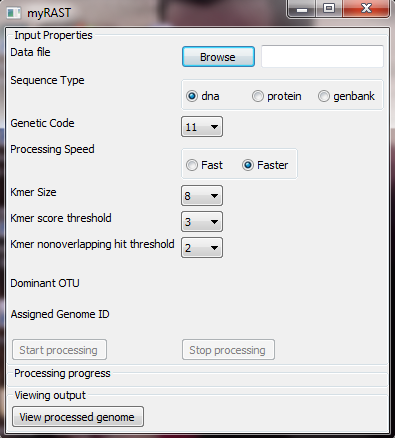 myRAST
Input Properties
Data file
Browse
Sequence Type
dna
protein
genbank
Genetic Code
11
Processing Speed
Fast
Faster
Kmer Size
8
Kmer score threshold
3
Kmer nonoverlapping hit threshold
2
Dominant OTU
Assigned Genome ID
Start processing
Stop processing
Processing progress
Viewing output
View processed genome